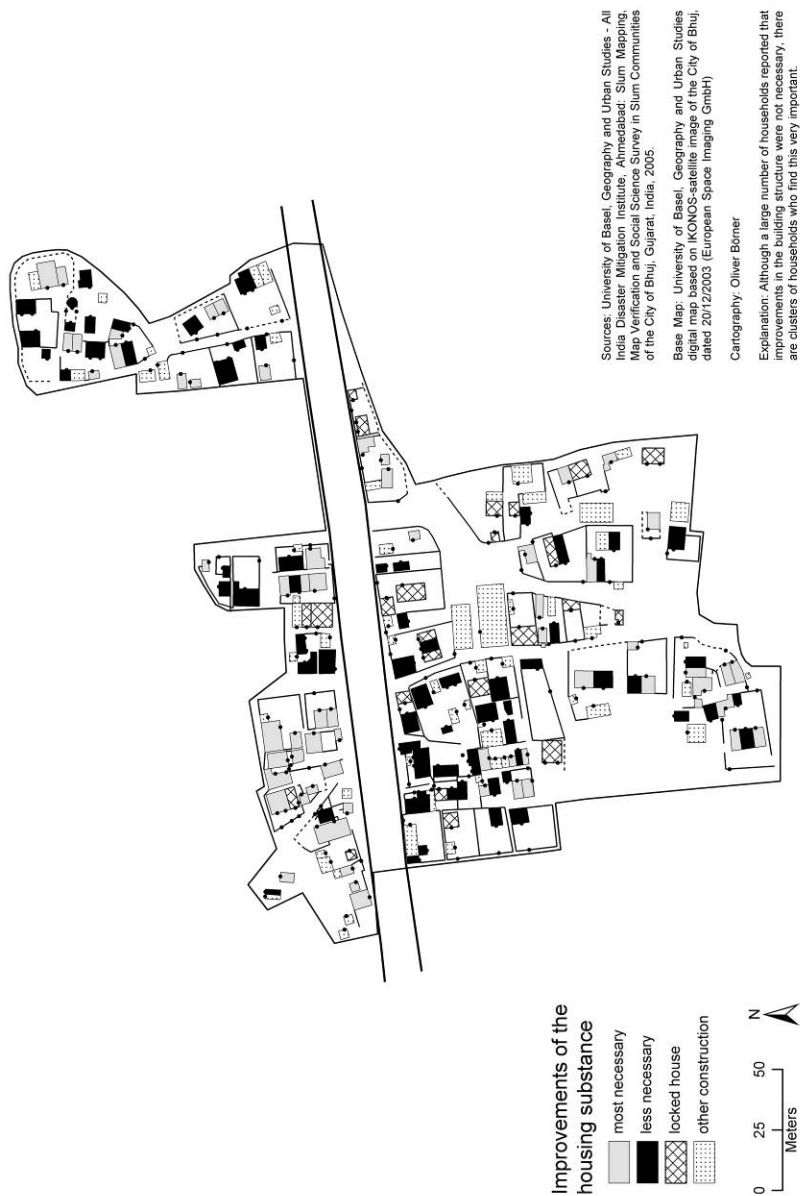 Improvements of the
housing substance
most necessary
less necessary
locked house
other construction
0 25 50
Meters
N
Sources: University of Basel, Geography and Urban Studies - All
India Disaster Mitigation Institute, Ahmedabad: Slum Mapping,
Map Verification and Social Science Survey in Slum Communities
of the City of Bhuj, Gujarat, India, 2005.
Base Map: University of Basel, Geography and Urban Studies
digital map based on IKONOS-satellite image of the City of Bhuj,
dated 20/12/2003 (European Space Imaging GmbH)
Cartography: Oliver Börner
Explanation: Although a large number of households reported that
improvements in the building structure were not necessary, there
are clusters of households who find this very important.